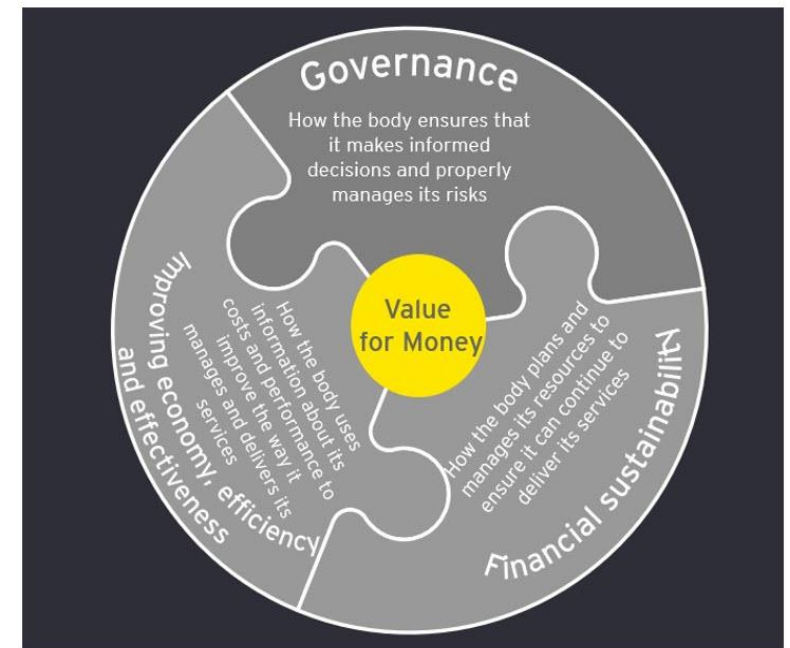 Governance
How the body ensures that
it makes informed
decisions and properly
manages its risks
Value
for Money
Improving economy, efficiency
and effectiveness
How the body uses
information about its
costs and performance to
improve the way it
manages and delivers its
services
How the body plans and
manages its resources to
ensure it can continue to
deliver its services
Financial sustainability